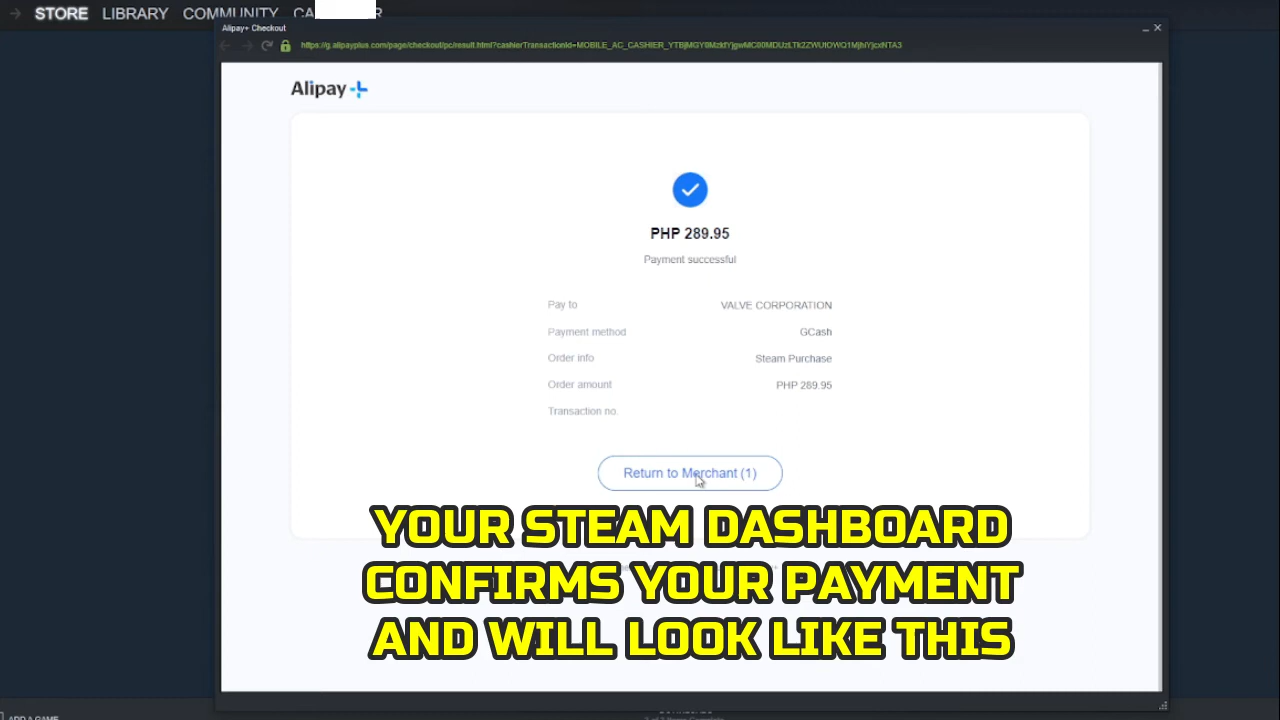 STORE LIBRARY COMMUNITY
Alipay+ Checkout
Alipay
PHP 289.95
Payment successful
Pay to VALVE CORPORATION
Payment method GCash
Order info Steam Purchase
Order amount PHP 289.95
Transaction no.
Return to Merchant (1)
YOUR STEAM DASHBOARD
CONFIRMS YOUR PAYMENT
AND WILL LOOK LIKE THIS
ADD A GAME